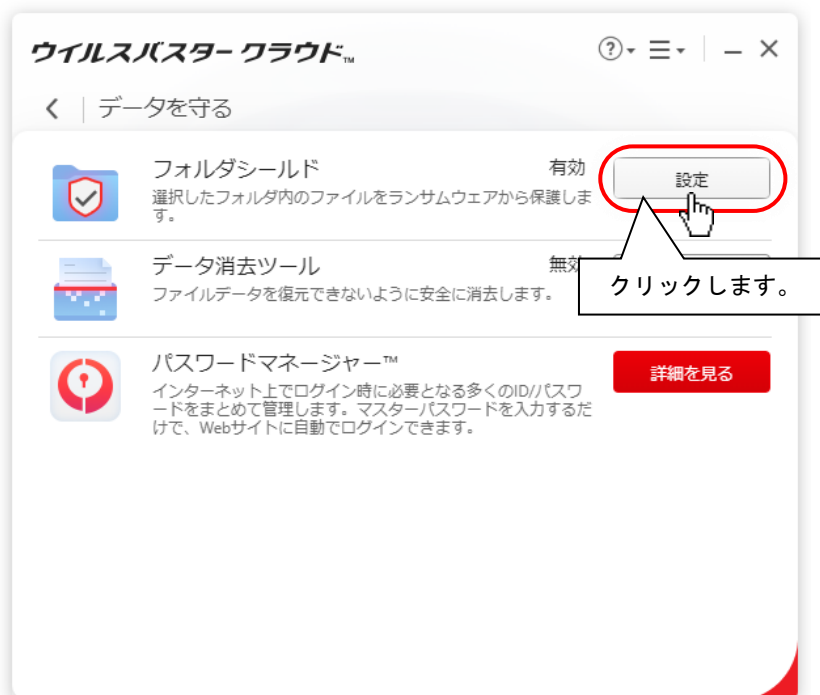 ウイルスバスター クラウド™
データを守る
フォルダシールド
有効
設定
選択したフォルダ内のファイルをランサムウェアから保護しま
す。
データ消去ツール
無効
ファイルデータを復元できないように安全に消去します。
クリックします。
パスワードマネージャー™
詳細を見る
インターネット上でログイン時に必要となる多くのID/パスワ
ードをまとめて管理します。マスターパスワードを入力するだ
けで、Webサイトに自動でログインできます。